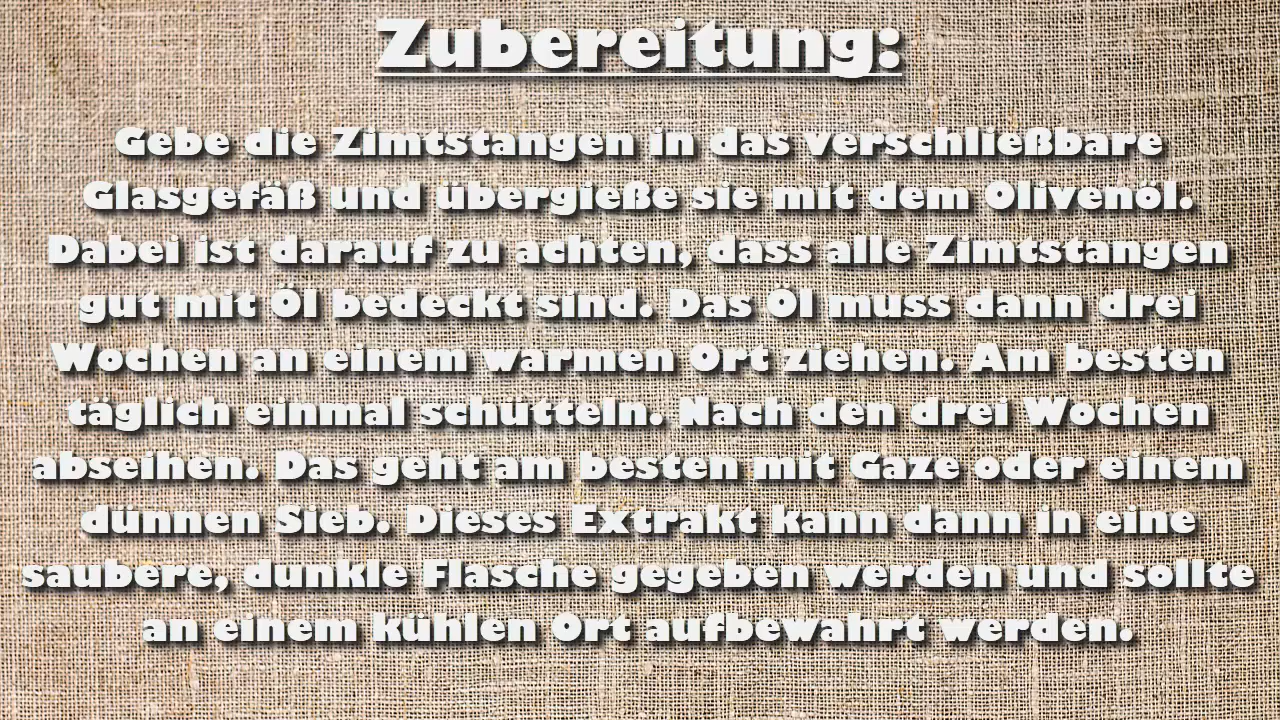 Zubereitung:
Gebe die Zimtstangen in das verschließbare
Glasgefäß und übergieße sie mit dem Olivenöl.
Dabei ist darauf zu achten, dass alle Zimtstangen
gut mit Öl bedeckt sind. Das Öl muss dann drei
Wochen an einem warmen Ort ziehen. Am besten
täglich einmal schütteln. Nach den drei Wochen
abseihen. Das geht am besten mit Gaze oder einem
dünnen Sieb. Dieses Extrakt kann dann in eine
saubere, dunkle Flasche gegeben werden und sollte
an einem kühlen Ort aufbewahrt werden.